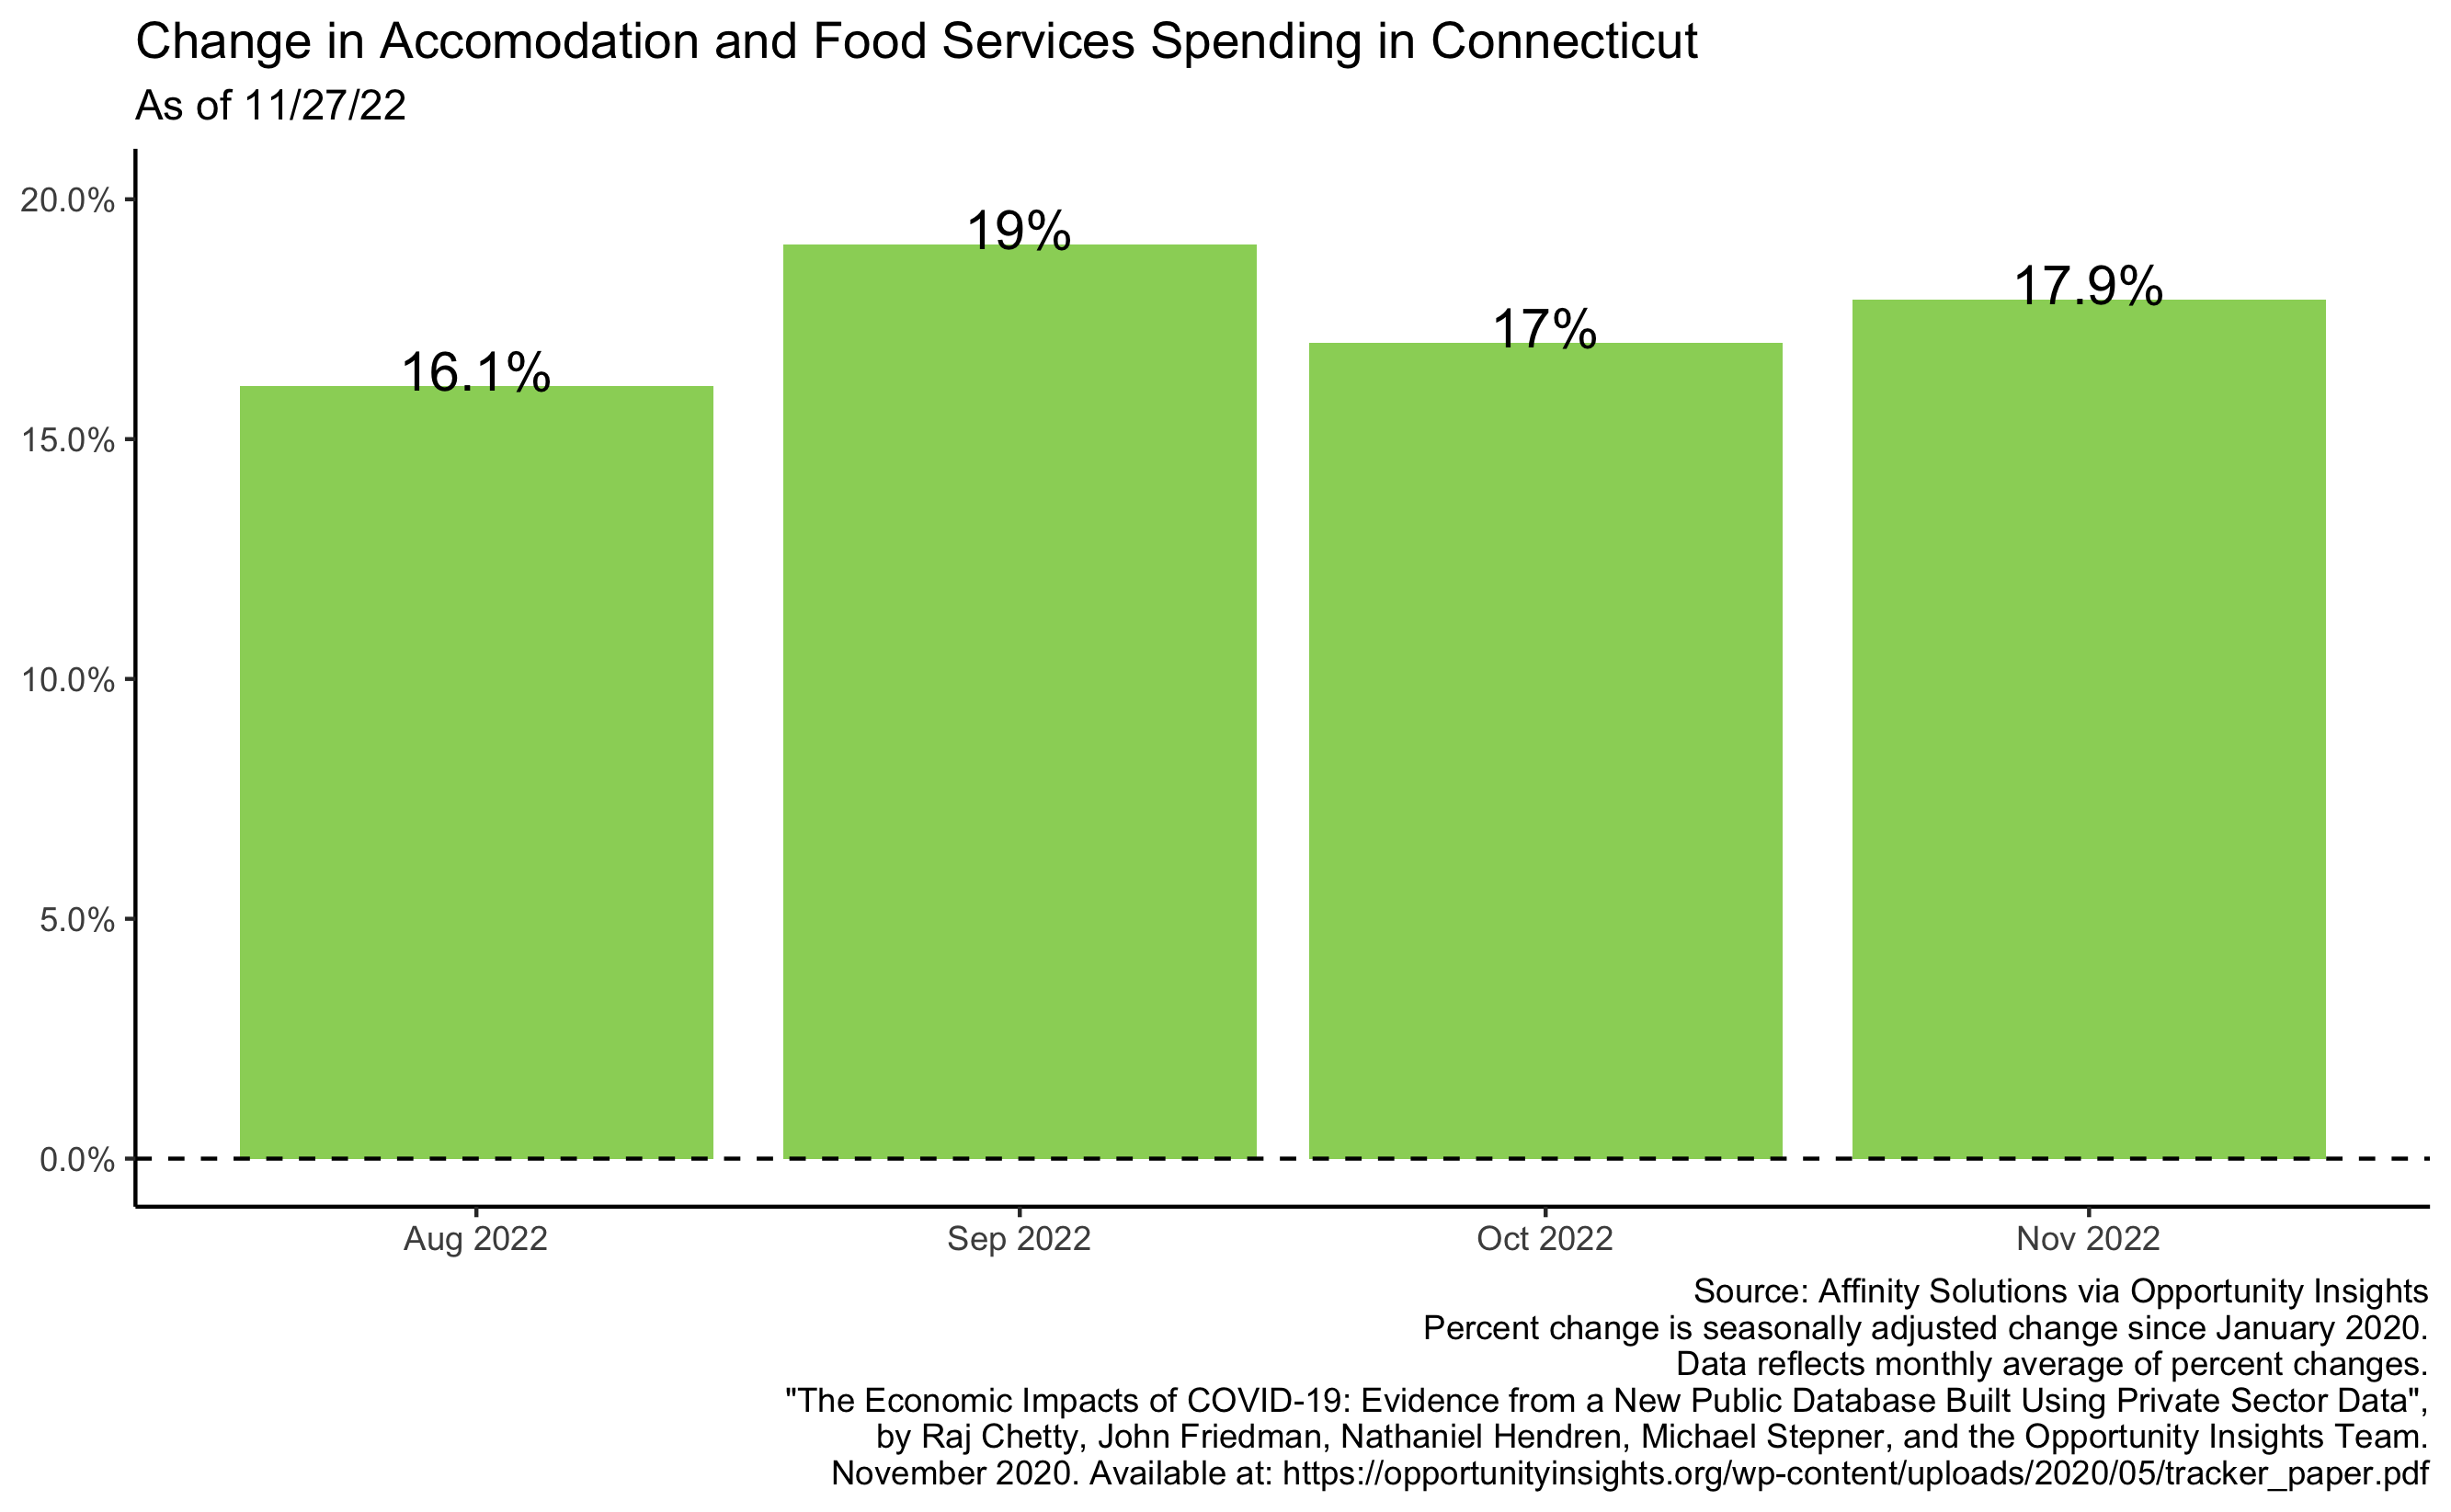 Change in Accomodation and Food Services Spending in Connecticut
As of 11/27/22
20.0%
15.0%
10.0%
5.0%
0.0%
16.1%
19%
17%
17.9%
Aug 2022
Sep 2022
Oct 2022
Nov 2022
Source: Affinity Solutions via Opportunity Insights
Percent change is seasonally adjusted change since January 2020.
Data reflects monthly average of percent changes.
"The Economic Impacts of COVID-19: Evidence from a New Public Database Built Using Private Sector Data",
by Raj Chetty, John Friedman, Nathaniel Hendren, Michael Stepner, and the Opportunity Insights Team.
November 2020. Available at: https://opportunityinsights.org/wp-content/uploads/2020/05/tracker_paper.pdf